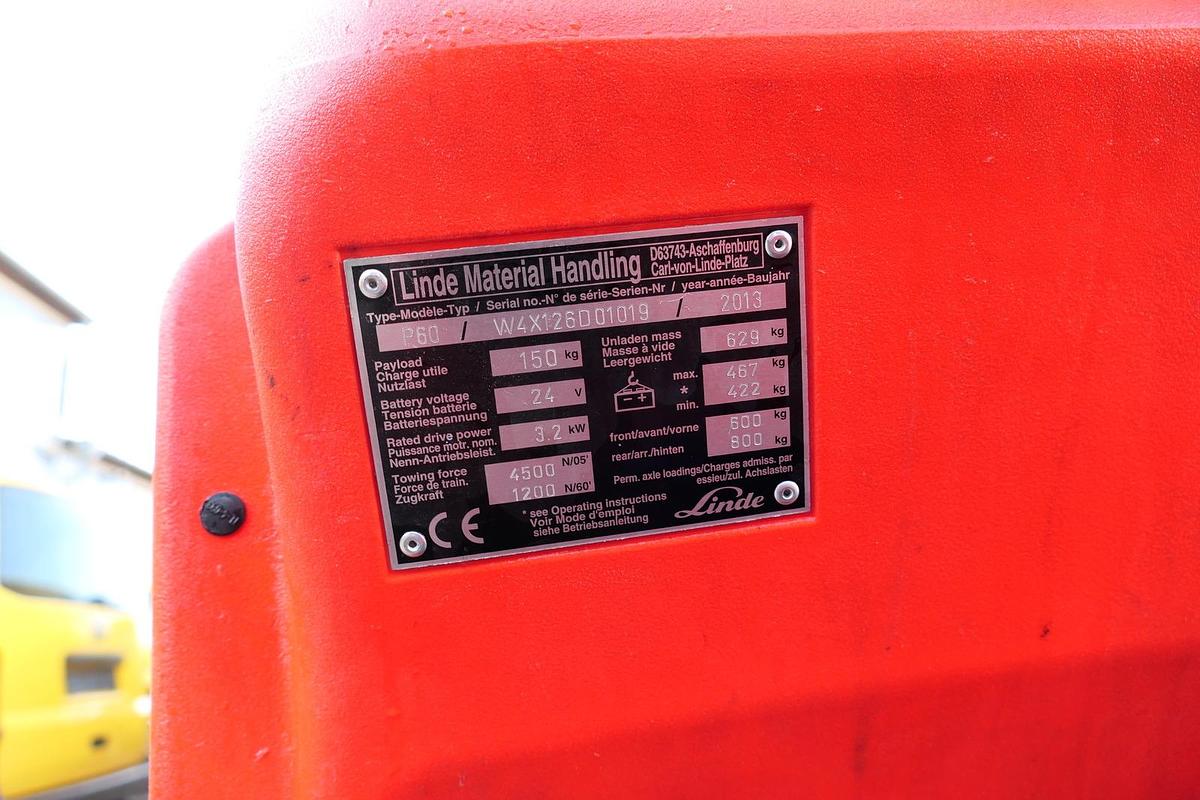 Linde Material Handling
D63743-Aschaffenburg
Carl-von-Linde-Platz
Type-Modèle-Typ / Serial no.-N° de série-Serien-Nr / year-année-Baujahr
P60 / W4X126D01019 / 2013
Payload
Charge utile
Nutzlast
150 kg
Unladen mass
Masse à vide
Leergewicht
629 kg
Battery voltage
Tension batterie
Batteriespannung
24 V
max. 467 kg
*
min. 422 kg
Rated drive power
Puissance motr. nom.
Nenn-Antriebsleist.
3.2 kW
front/avant/vorne 600 kg
rear/arr./hinten 800 kg
Towing force
Force de train.
Zugkraft
4500 N/05'
1200 N/60'
Perm. axle loadings/Charges admiss. par
essieu/zul. Achslasten
CE
* see Operating instructions
Voir Mode d'emploi
siehe Betriebsanleitung
Linde